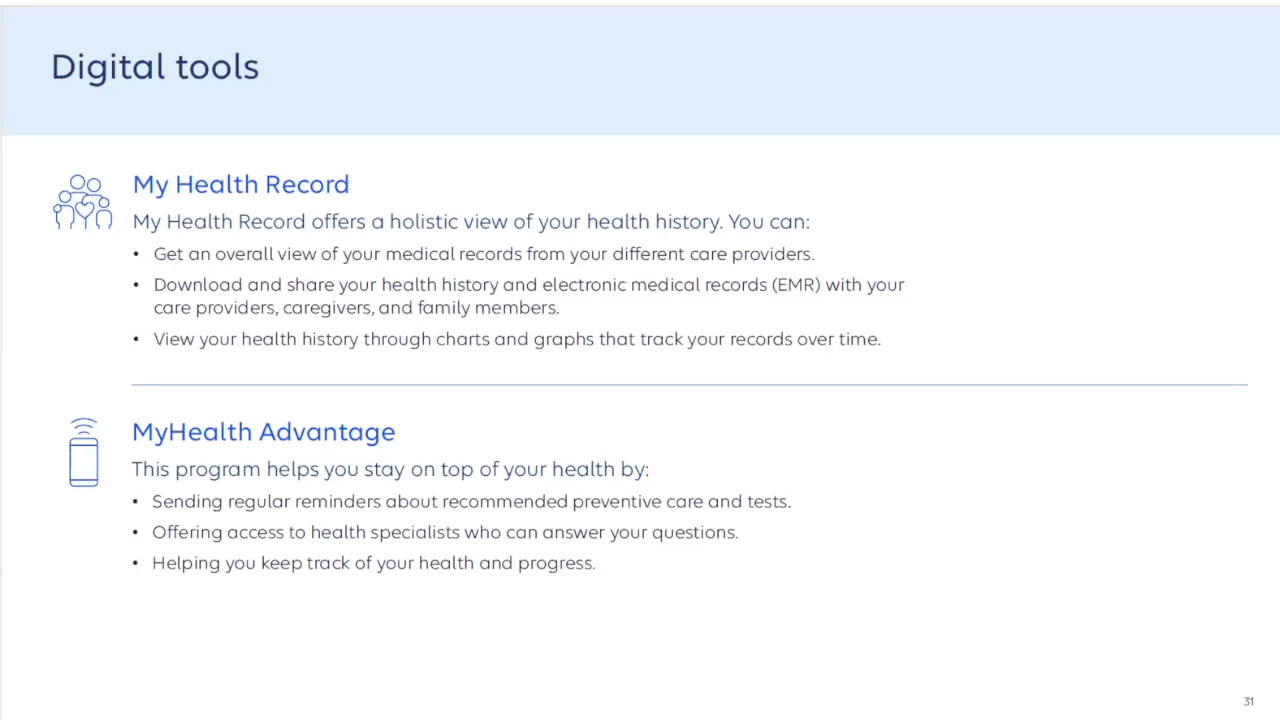 Digital tools
My Health Record
My Health Record offers a holistic view of your health history. You can:
• Get an overall view of your medical records from your different care providers.
• Download and share your health history and electronic medical records (EMR) with your
care providers, caregivers, and family members.
• View your health history through charts and graphs that track your records over time.
MyHealth Advantage
This program helps you stay on top of your health by:
• Sending regular reminders about recommended preventive care and tests.
• Offering access to health specialists who can answer your questions.
• Helping you keep track of your health and progress.
31